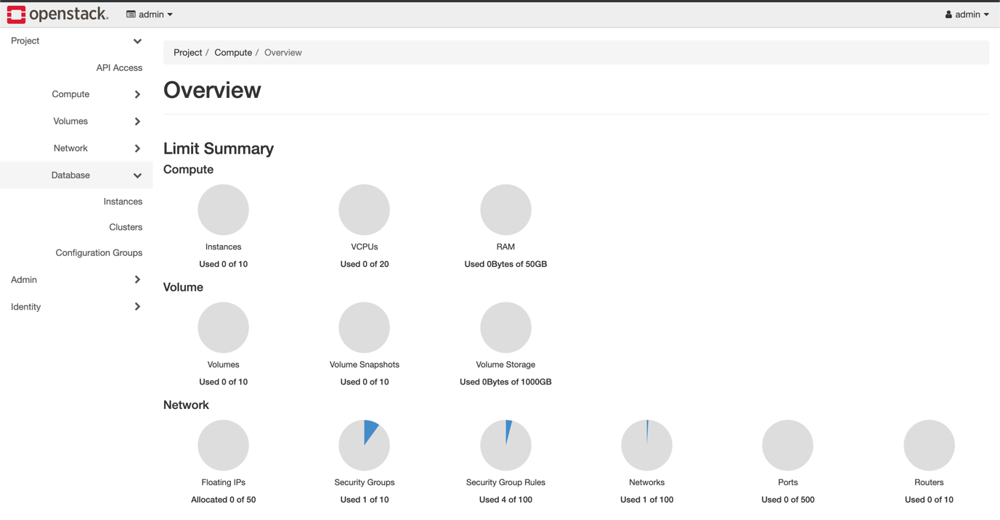 openstack. admin admin
Project
API Access
Compute
Volumes
Network
Database
Instances
Clusters
Configuration Groups
Admin
Identity
Project / Compute / Overview
Overview
Limit Summary
Compute
Instances VCPUs RAM
Used 0 of 10 Used 0 of 20 Used 0Bytes of 50GB
Volume
Volumes Volume Snapshots Volume Storage
Used 0 of 10 Used 0 of 10 Used 0Bytes of 1000GB
Network
Floating IPs Security Groups Security Group Rules Networks Ports Routers
Allocated 0 of 50 Used 1 of 10 Used 4 of 100 Used 1 of 100 Used 0 of 500 Used 0 of 10